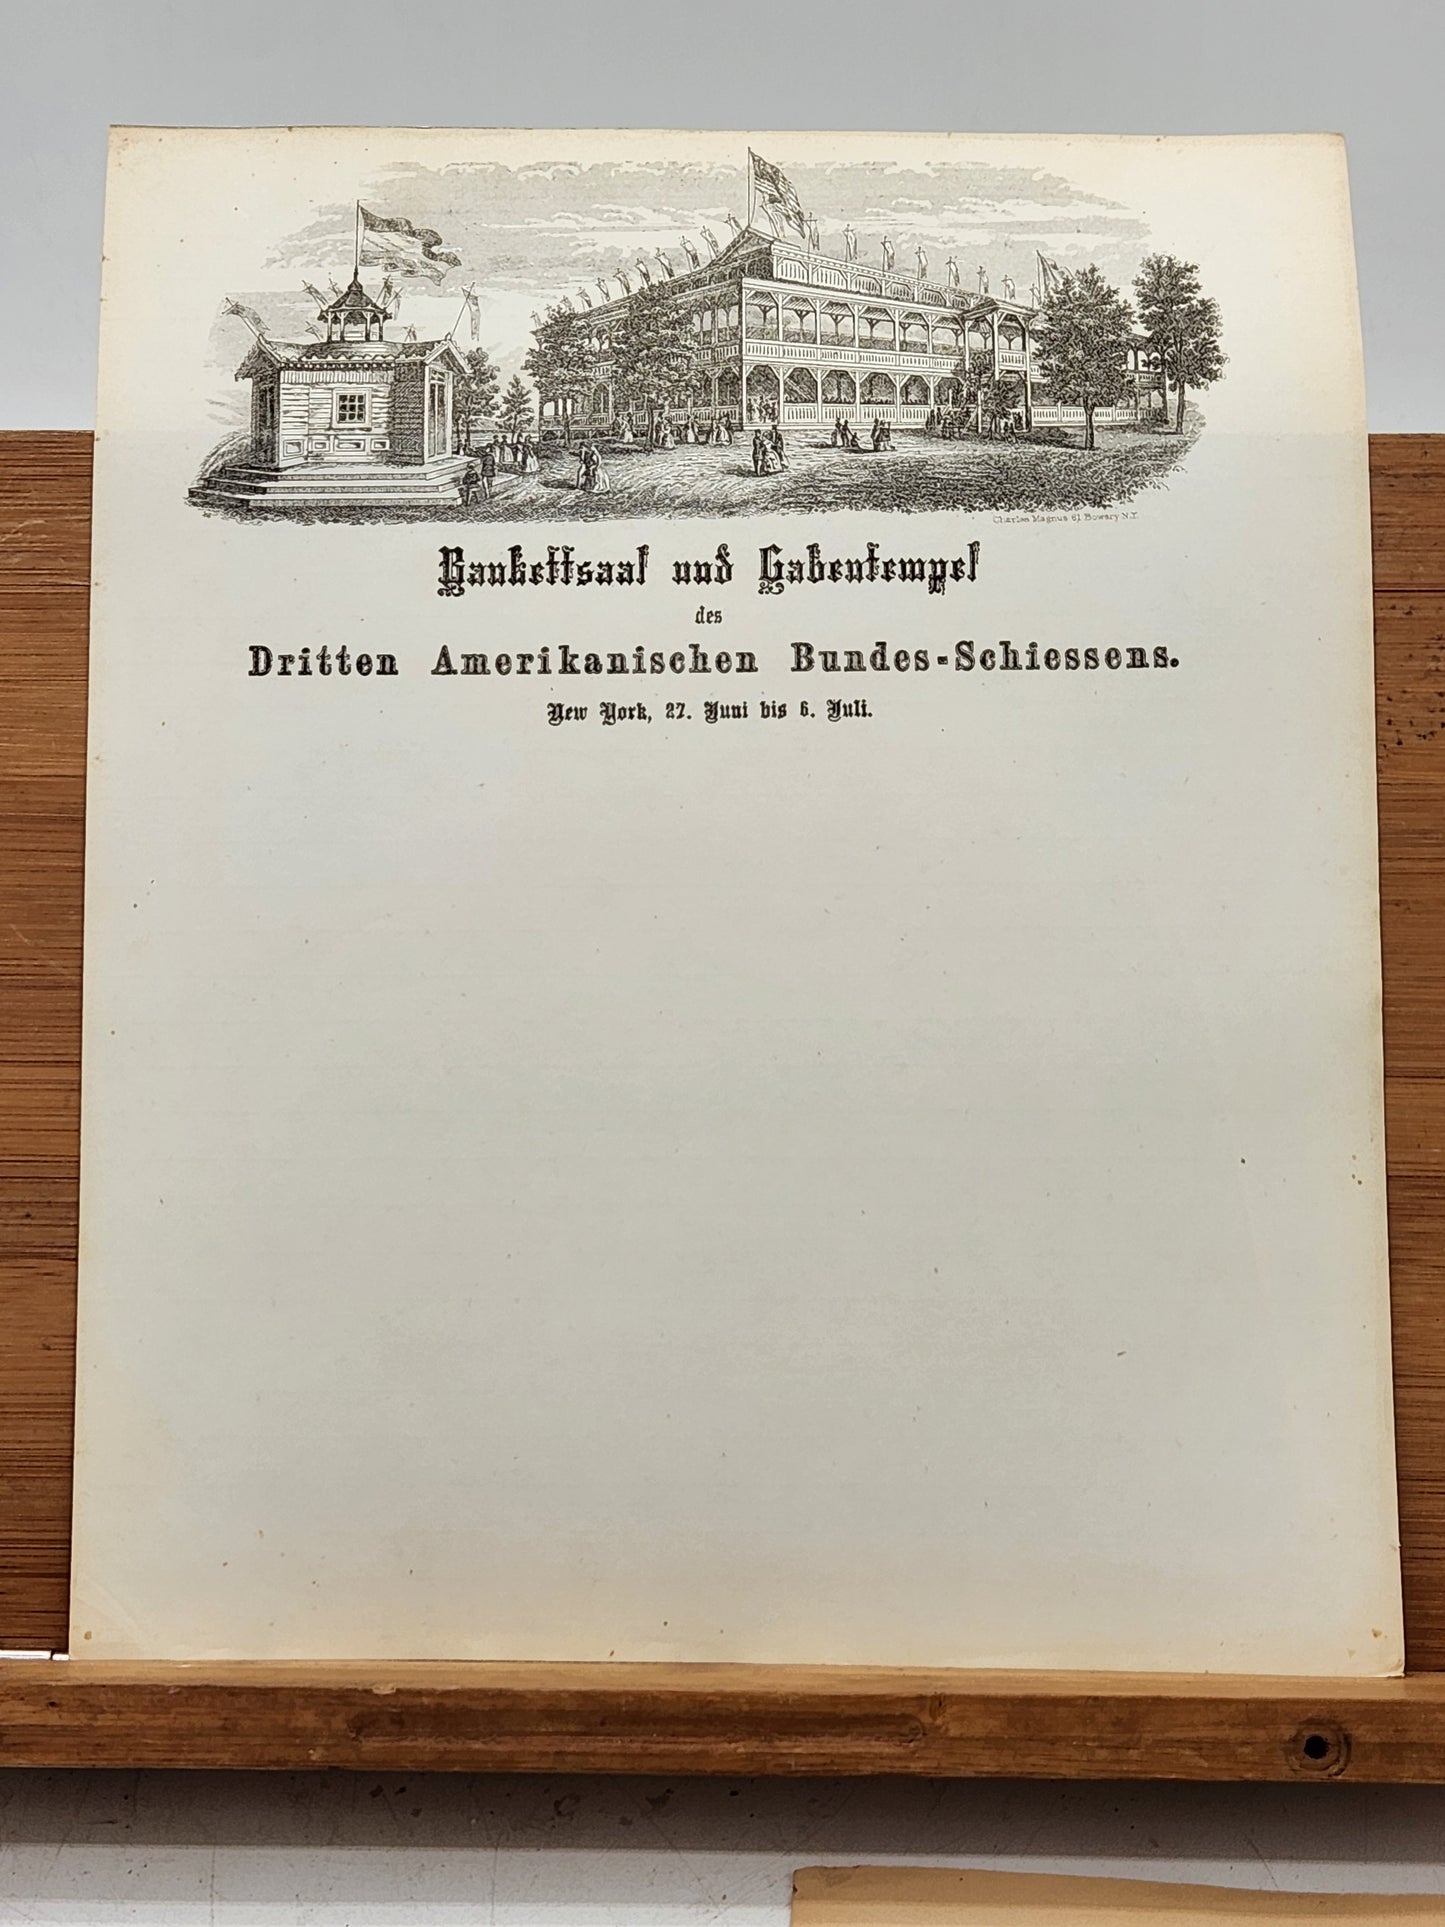 Charles Magnus 61 Bowery N.Y.
Bankettsaal und Gabentempel
des
Dritten Amerikanischen Bundes-Schiessens.
New York, 27. Juni bis 6. Juli.